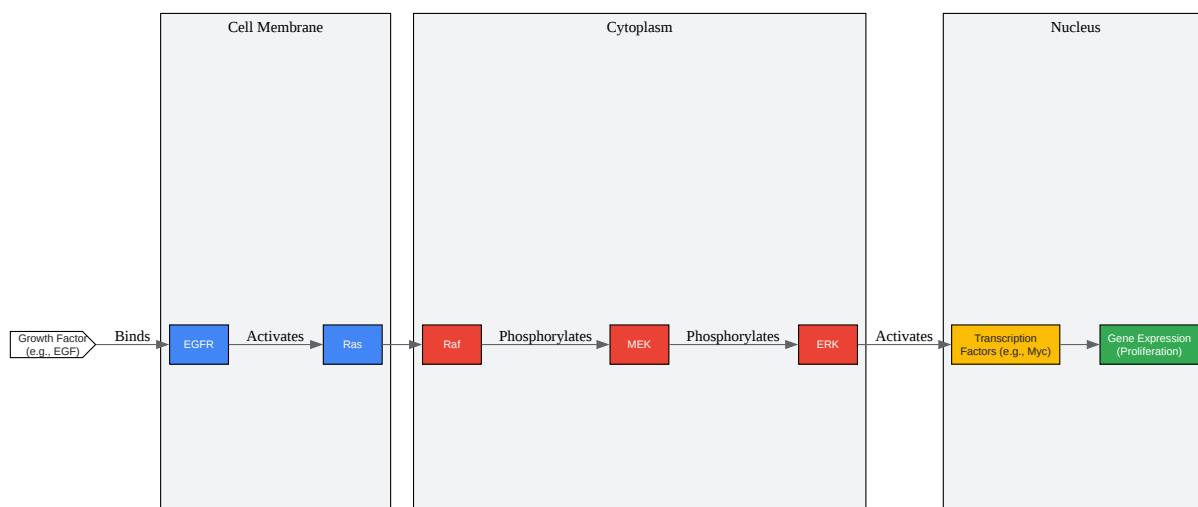 Cell Membrane
Cytoplasm
Nucleus
Growth Factor
(e.g., EGF)
Binds
EGFR
Activates
Ras
Raf
Phosphorylates
MEK
Phosphorylates
ERK
Activates
Transcription
Factors (e.g., Myc)
Gene Expression
(Proliferation)